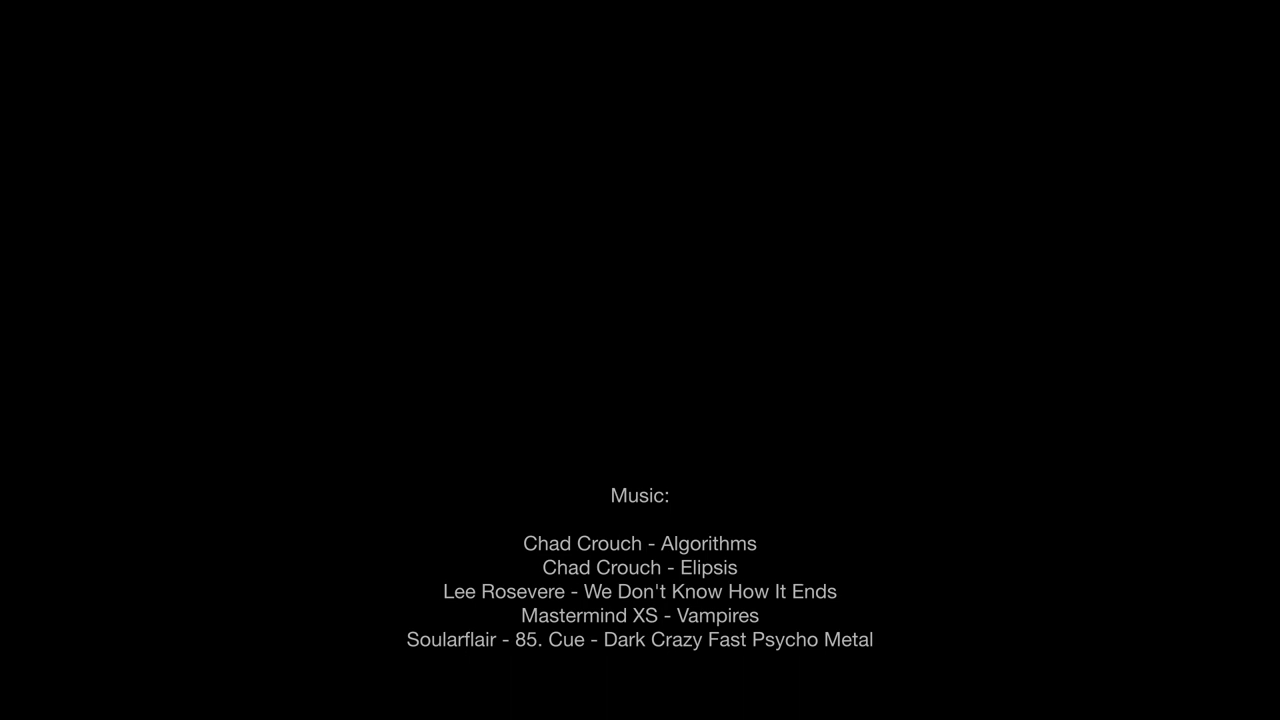 Music:
Chad Crouch - Algorithms
Chad Crouch - Elipsis
Lee Rosevere - We Don't Know How It Ends
Mastermind XS - Vampires
Soularflair - 85. Cue - Dark Crazy Fast Psycho Metal